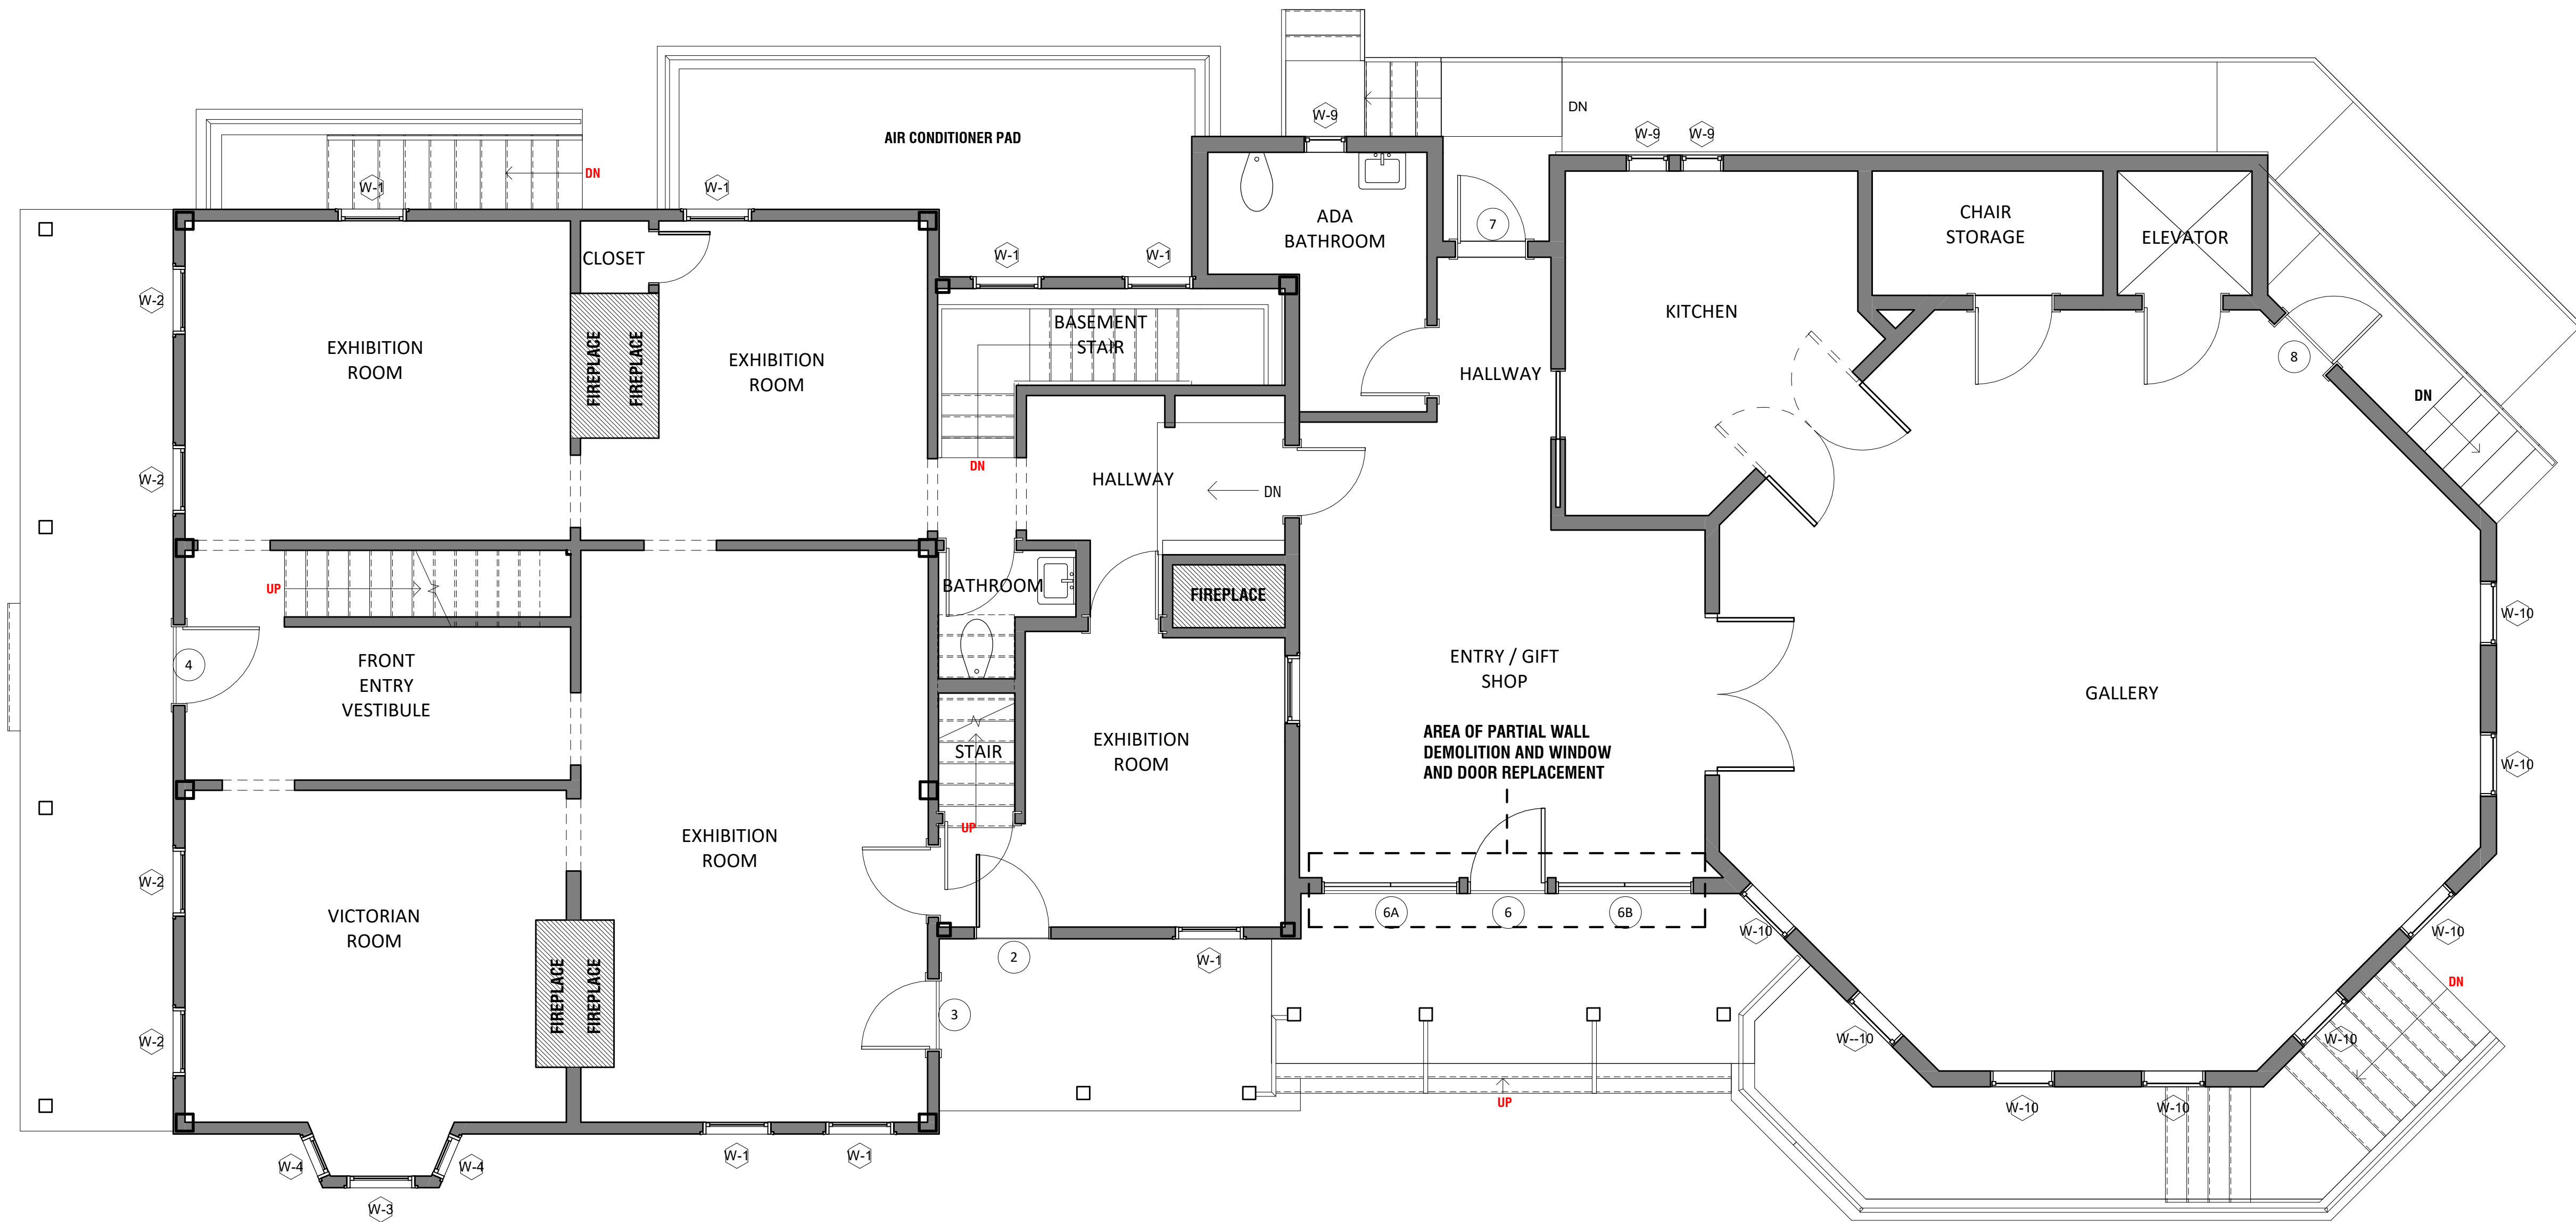 DN
W-9
AIR CONDITIONER PAD
W-9
W-9
DN
W-1
W-1
ADA
BATHROOM
7
CHAIR
STORAGE
ELEVATOR
CLOSET
W-1
W-1
W-2
FIREPLACE
FIREPLACE
EXHIBITION
ROOM
EXHIBITION
ROOM
BASEMENT
STAIR
HALLWAY
KITCHEN
8
DN
W-2
DN
HALLWAY
DN
UP
BATHROOM
FIREPLACE
W-10
4
FRONT
ENTRY
VESTIBULE
ENTRY / GIFT
SHOP
GALLERY
STAIR
EXHIBITION
ROOM
AREA OF PARTIAL WALL
DEMOLITION AND WINDOW
AND DOOR REPLACEMENT
W-10
UP
EXHIBITION
ROOM
W-2
VICTORIAN
ROOM
6A
6
6B
W-10
W-10
2
W-1
FIREPLACE
FIREPLACE
DN
3
W-2
W--10
W-10
UP
W-10
W-10
W-4
W-4
W-1
W-1
W-3